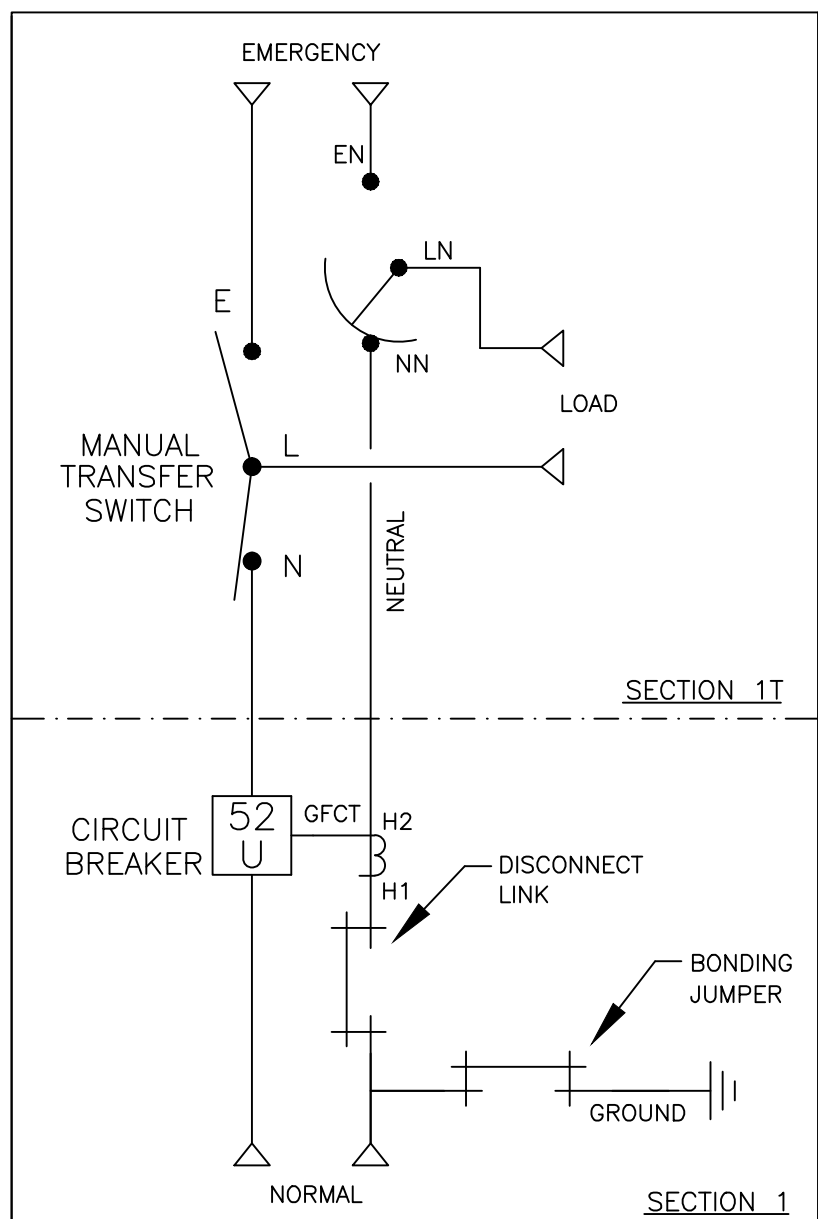 EMERGENCY
EN
LN
E
NN
LOAD
MANUAL
TRANSFER
SWITCH
L
N
NEUTRAL
SECTION 1T
CIRCUIT
BREAKER
52
U
GFCT
H2
H1
DISCONNECT
LINK
BONDING
JUMPER
GROUND
NORMAL
SECTION 1